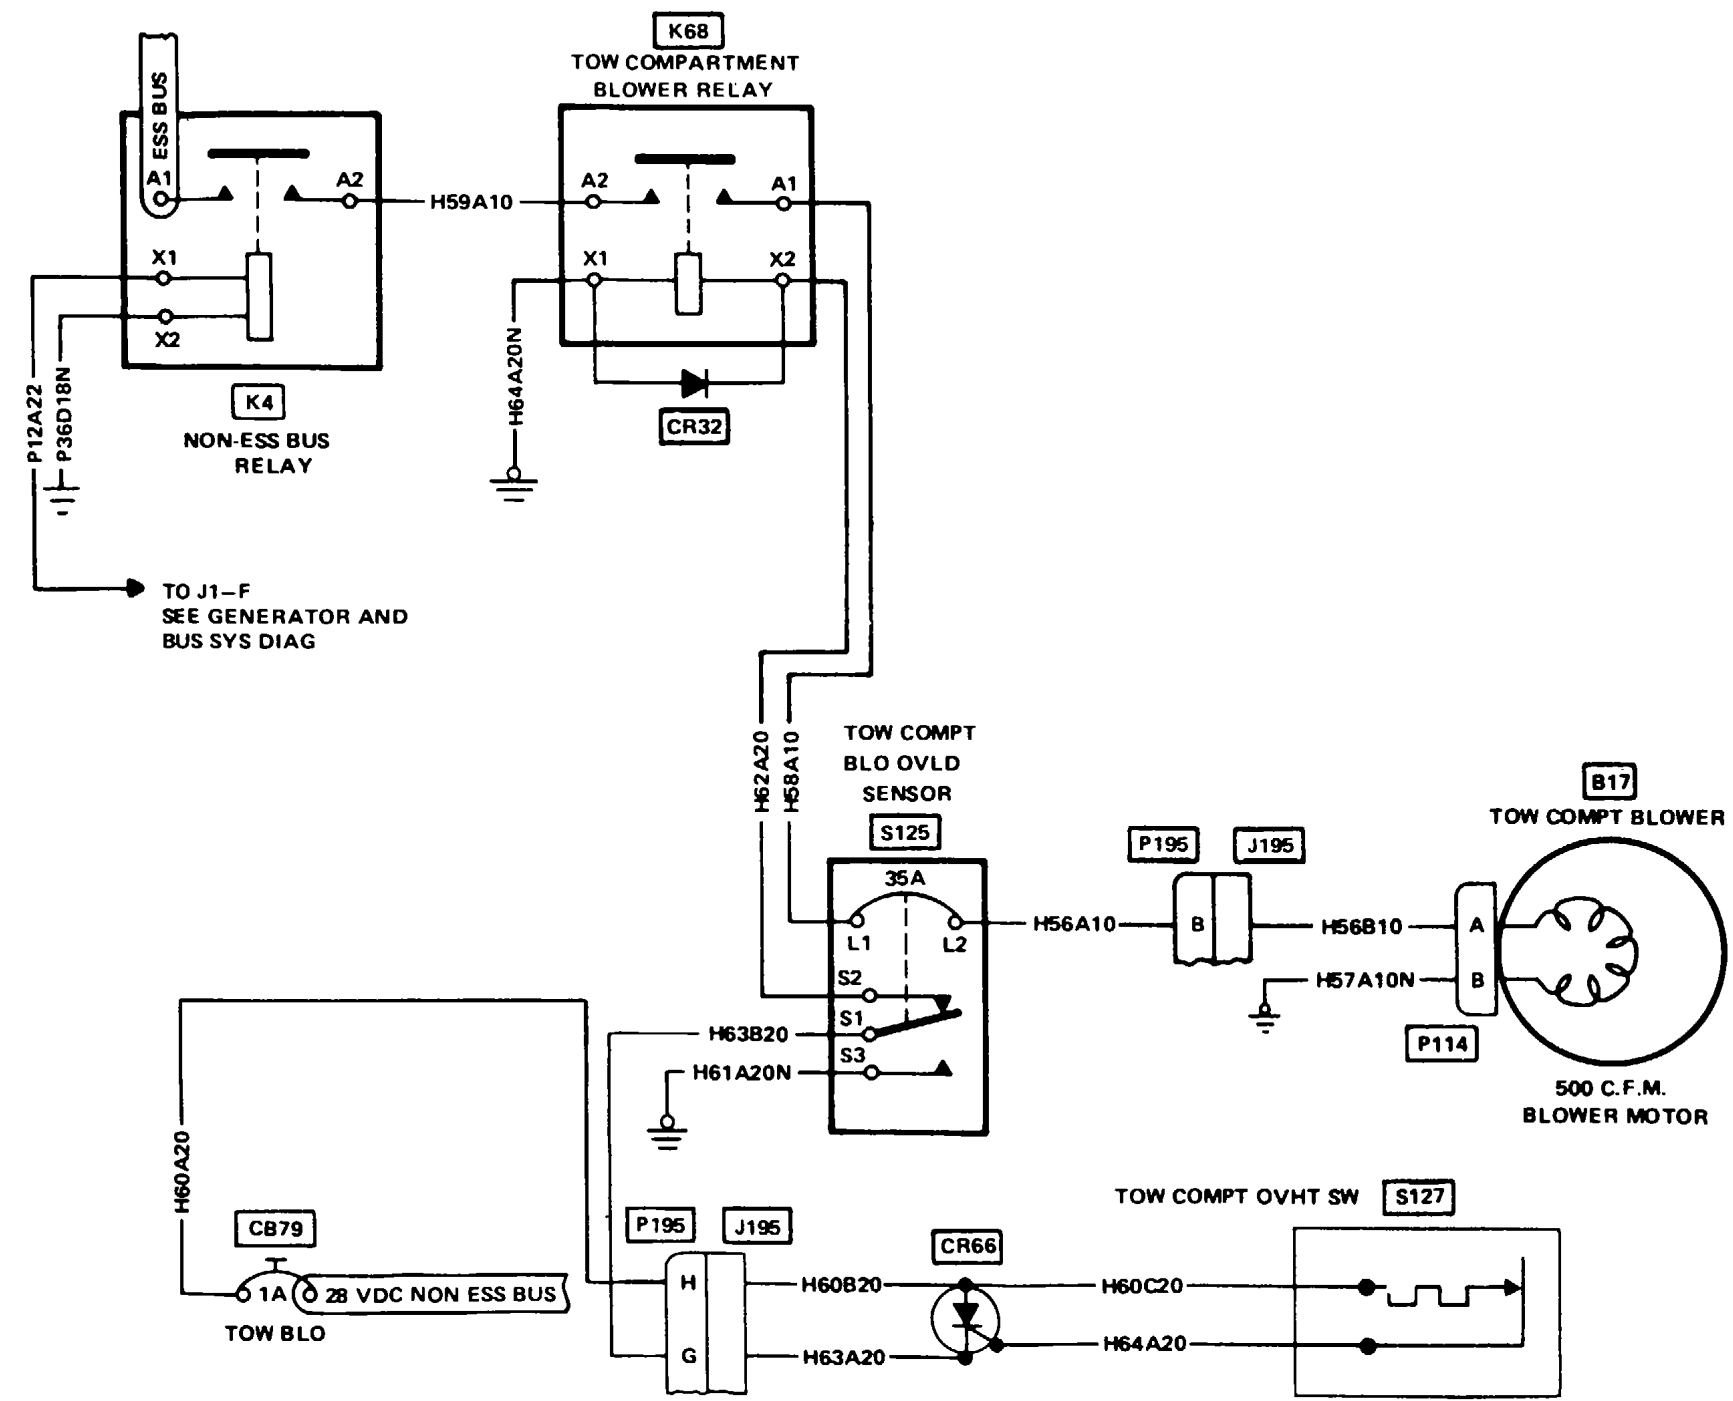 K68
TOW COMPARTMENT
BLOWER RELAY
ESS BUS
A1
A2
H59A10
A2
A1
X1
X2
X1
X2
P12A22
P36D18N
K4
NON-ESS BUS
RELAY
H64A20N
CR32
TO J1-F
SEE GENERATOR AND
BUS SYS DIAG
H62A20
H58A10
TOW COMPT
BLO OVLD
SENSOR
S125
35A
L1
L2
S2
S1
S3
H56A10
P195
J195
B
H56B10
H57A10N
A
B
P114
B17
TOW COMPT BLOWER
500 C.F.M.
BLOWER MOTOR
H63B20
H61A20N
H60A20
CB79
1A
28 VDC NON ESS BUS
TOW BLO
P195
J195
H
G
H60B20
H63A20
CR66
H60C20
H64A20
TOW COMPT OVHT SW
S127